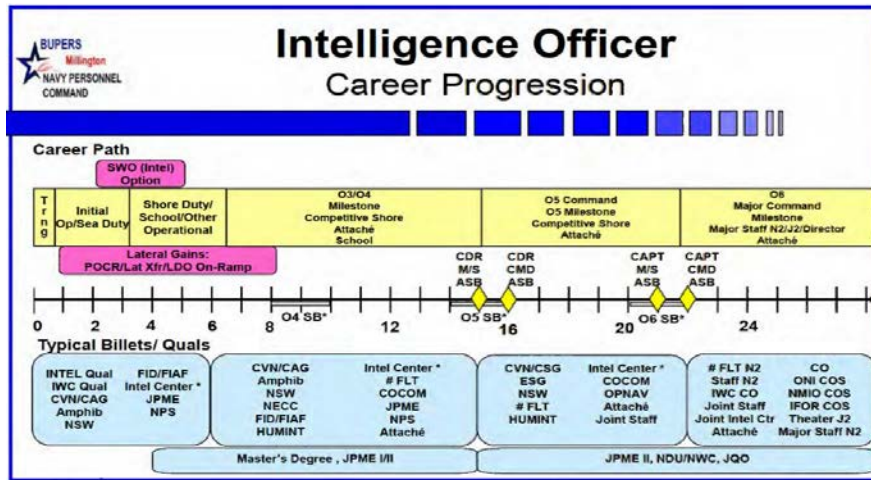 BUPERS
Millington
NAVY PERSONNEL
COMMAND
Intelligence Officer
Career Progression
Career Path
SWO (Intel)
Option
Trng
Initial
Op/Sea Duty
Shore Duty/
School/Other
Operational
O3/O4
Milestone
Competitive Shore
Attaché
School
O5 Command
O5 Milestone
Competitive Shore
Attaché
O6
Major Command
Milestone
Major Staff N2/J2/Director
Attaché
Lateral Gains:
POCR/Lat Xfr/LDO On-Ramp
CDR
M/S
ASB
CDR
CMD
ASB
CAPT
M/S
ASB
CAPT
CMD
ASB
0 2 4 6 8 10 12 14 16 18 20 22 24
O4 SB*
O5 SB*
O6 SB*
Typical Billets/ Quals
INTEL Qual
IWC Qual
CVN/CAG
Amphib
NSW
FID/FIAF
Intel Center *
JPME
NPS
CVN/CAG
Amphib
NSW
NECC
FID/FIAF
HUMINT
Intel Center *
# FLT
COCOM
JPME
NPS
Attaché
CVN/CSG
ESG
NSW
# FLT
HUMINT
Intel Center *
COCOM
OPNAV
Attaché
Joint Staff
# FLT N2
Staff N2
IWC CO
Joint Staff
Joint Intel Ctr
Attaché
CO
ONI COS
NMIO COS
IFOR COS
Theater J2
Major Staff N2
Master's Degree , JPME I/II
JPME II, NDU/NWC, JQO